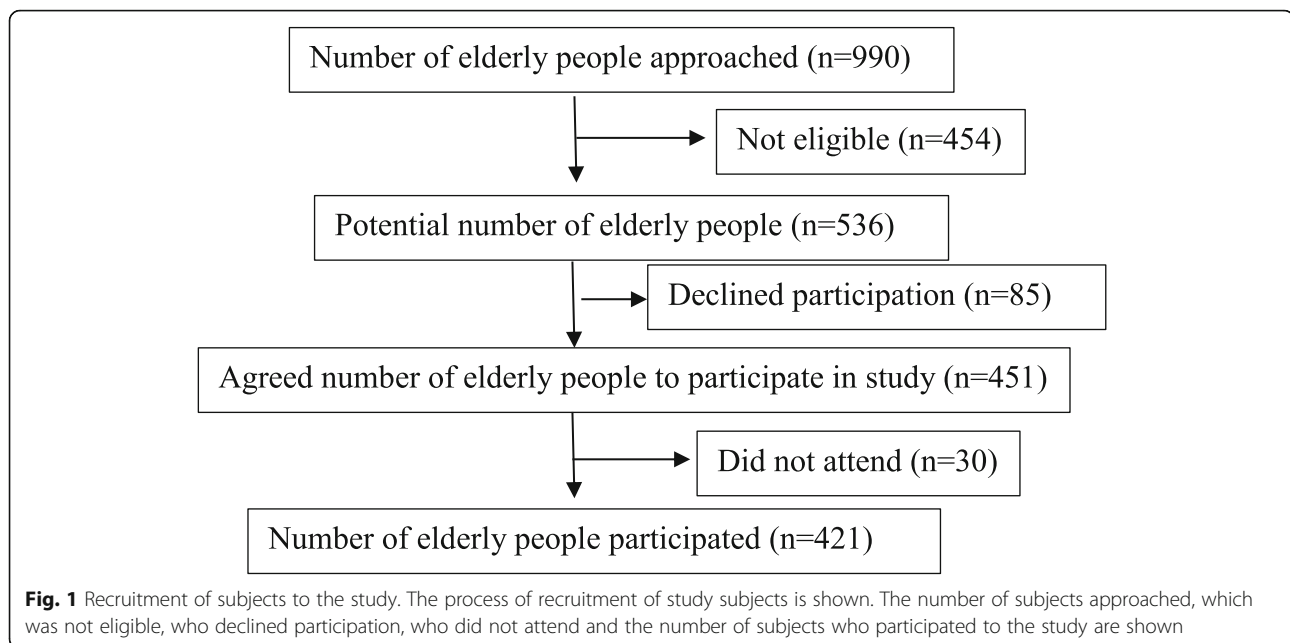 Number of elderly people approached (n=990)
Not eligible (n=454)
Potential number of elderly people (n=536)
Declined participation (n=85)
Agreed number of elderly people to participate in study (n=451)
Did not attend (n=30)
Number of elderly people participated (n=421)
Fig. 1 Recruitment of subjects to the study. The process of recruitment of study subjects is shown. The number of subjects approached, which
was not eligible, who declined participation, who did not attend and the number of subjects who participated to the study are shown